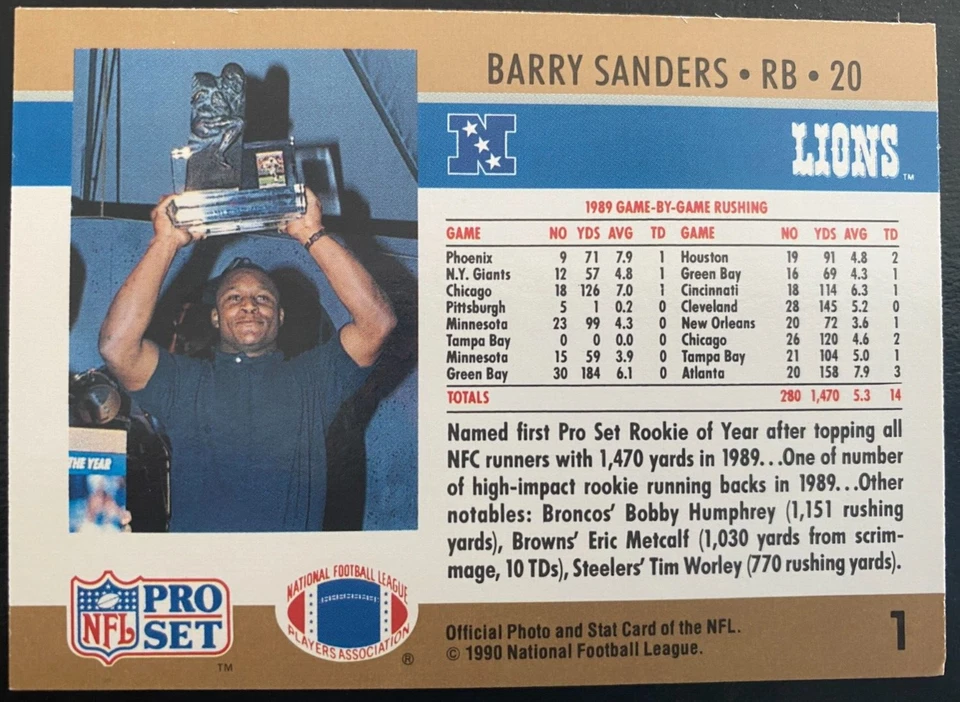 BARRY SANDERS • RB • 20
N
LIONS™
1989 GAME-BY-GAME RUSHING
GAME NO YDS AVG TD GAME NO YDS AVG TD
Phoenix 9 71 7.9 1 Houston 19 91 4.8 2
N.Y. Giants 12 57 4.8 1 Green Bay 16 69 4.3 1
Chicago 18 126 7.0 1 Cincinnati 18 114 6.3 1
Pittsburgh 5 1 0.2 0 Cleveland 28 145 5.2 0
Minnesota 23 99 4.3 0 New Orleans 20 72 3.6 1
Tampa Bay 0 0 0.0 0 Chicago 26 120 4.6 2
Minnesota 15 59 3.9 0 Tampa Bay 21 104 5.0 1
Green Bay 30 184 6.1 0 Atlanta 20 158 7.9 3
TOTALS 280 1,470 5.3 14
Named first Pro Set Rookie of Year after topping all
NFC runners with 1,470 yards in 1989...One of number
of high-impact rookie running backs in 1989...Other
notables: Broncos' Bobby Humphrey (1,151 rushing
yards), Browns' Eric Metcalf (1,030 yards from scrim-
mage, 10 TDs), Steelers' Tim Worley (770 rushing yards).
THE YEAR
NFL
PRO
SET
™
NATIONAL FOOTBALL LEAGUE
PLAYERS ASSOCIATION
®
Official Photo and Stat Card of the NFL.
© 1990 National Football League.
1